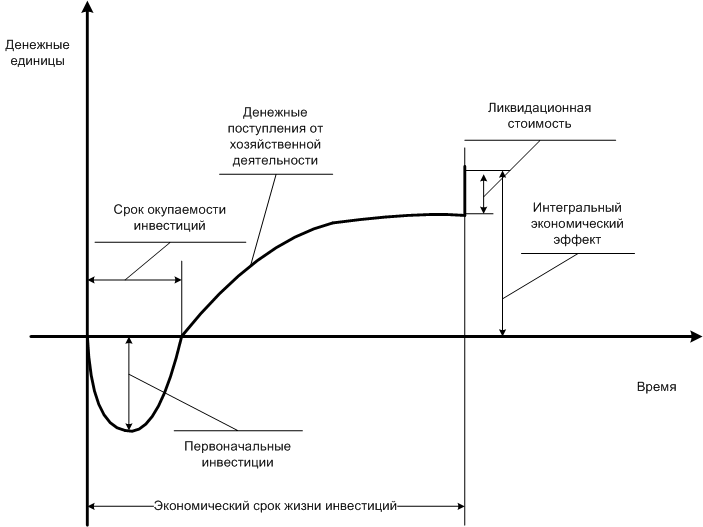 Денежные
единицы
Денежные
поступления от
хозяйственной
деятельности
Ликвидационная
стоимость
Срок окупаемости
инвестиций
Интегральный
экономический
эффект
Время
Первоначальные
инвестиции
Экономический срок жизни инвестиций